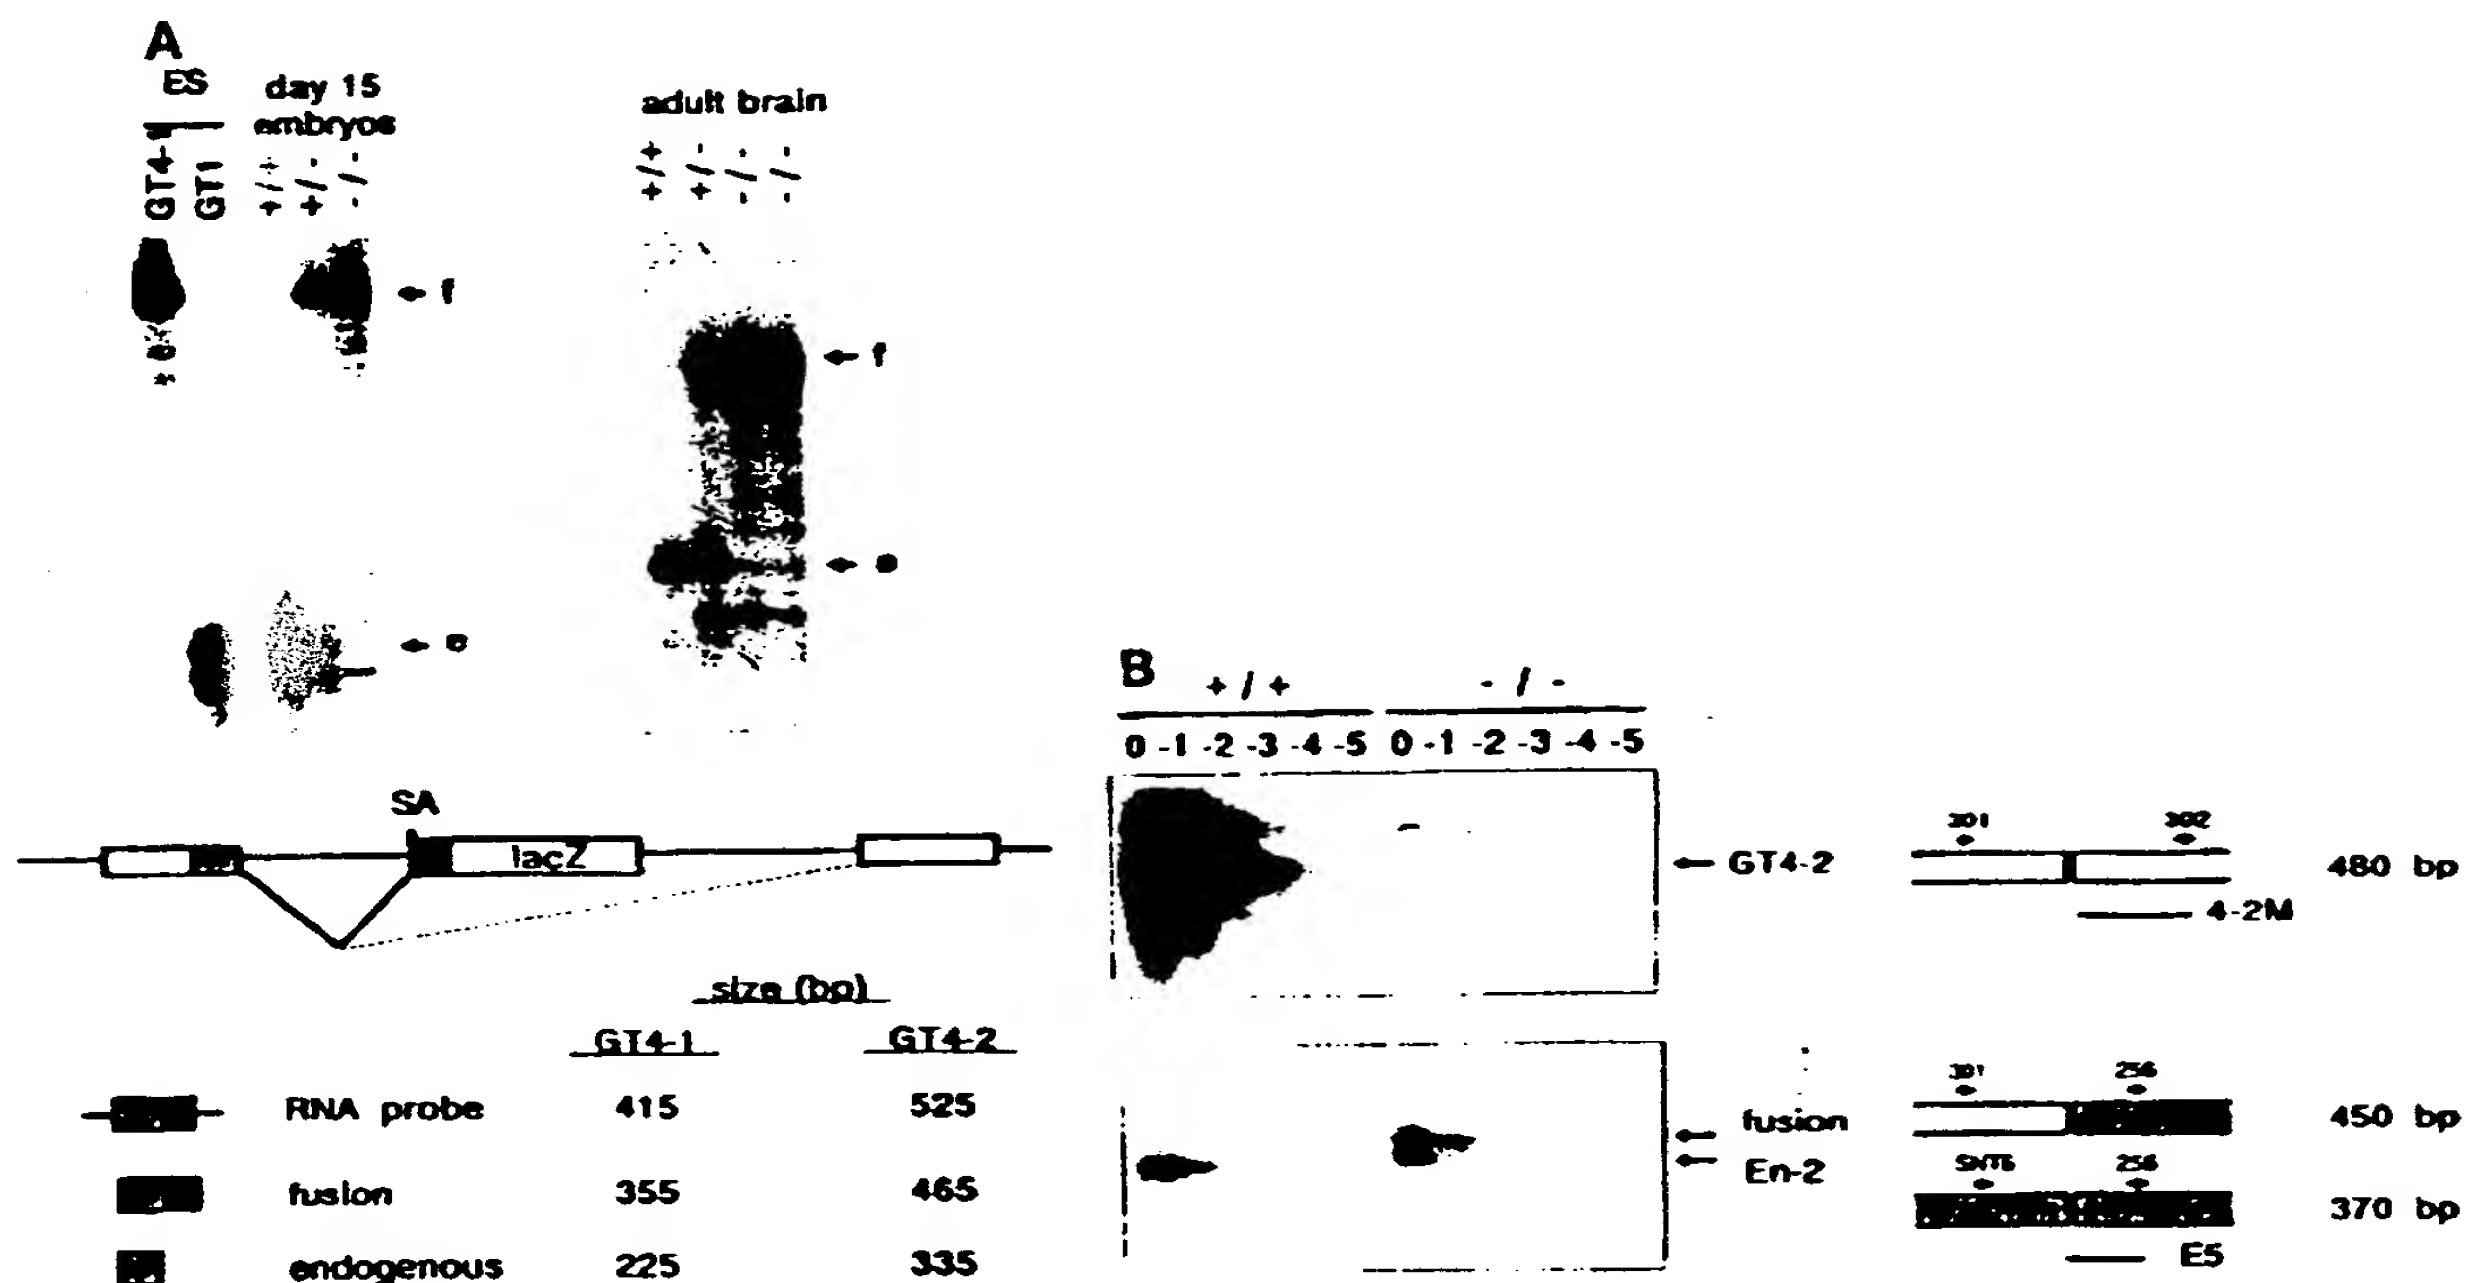 A
ES
day 15
embryos
GT4-1
GT1
+/+
+/-
-/-
f
e
adult brain
+/+
+/-
-/-
-/-
f
e
SA
lacZ
size (bp)
GT4-1 GT4-2
RNA probe 415 525
fusion 355 465
endogenous 225 335
B
+/+ -/-
0 -1 -2 -3 -4 -5 0 -1 -2 -3 -4 -5
GT4-2
301 302
480 bp
4-2M
fusion
En-2
301 256
450 bp
SNT6 256
370 bp
E5